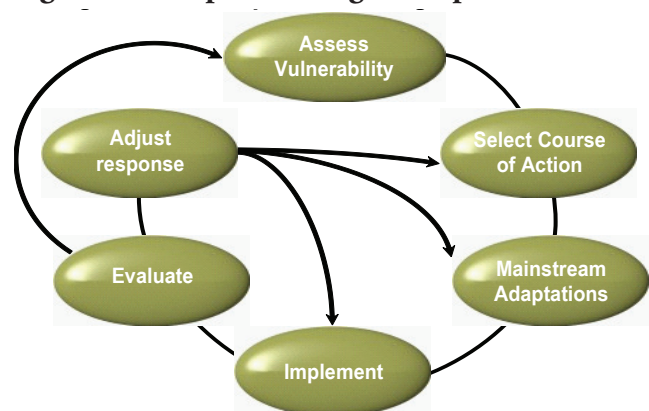 Assess
Vulnerability
Adjust
response
Select Course
of Action
Evaluate
Mainstream
Adaptations
Implement